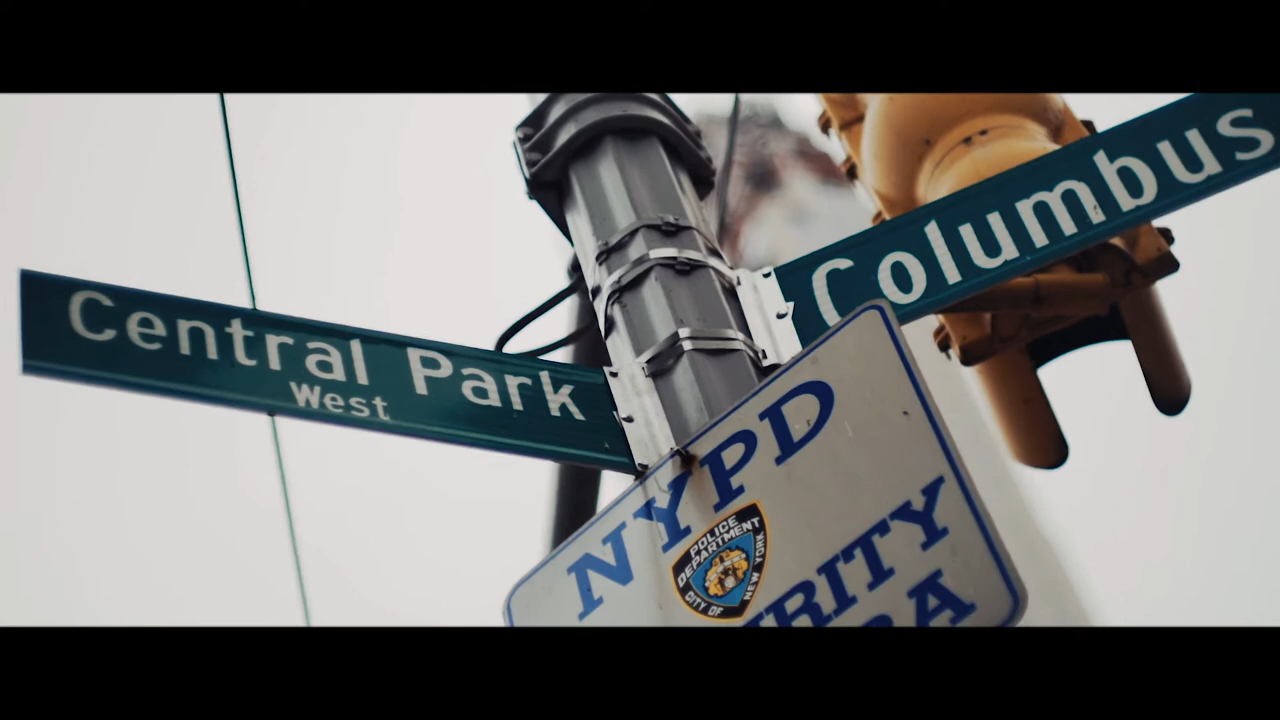 Central Park
West
Columbus
NYPD
POLICE
DEPARTMENT
CITY OF NEW YORK